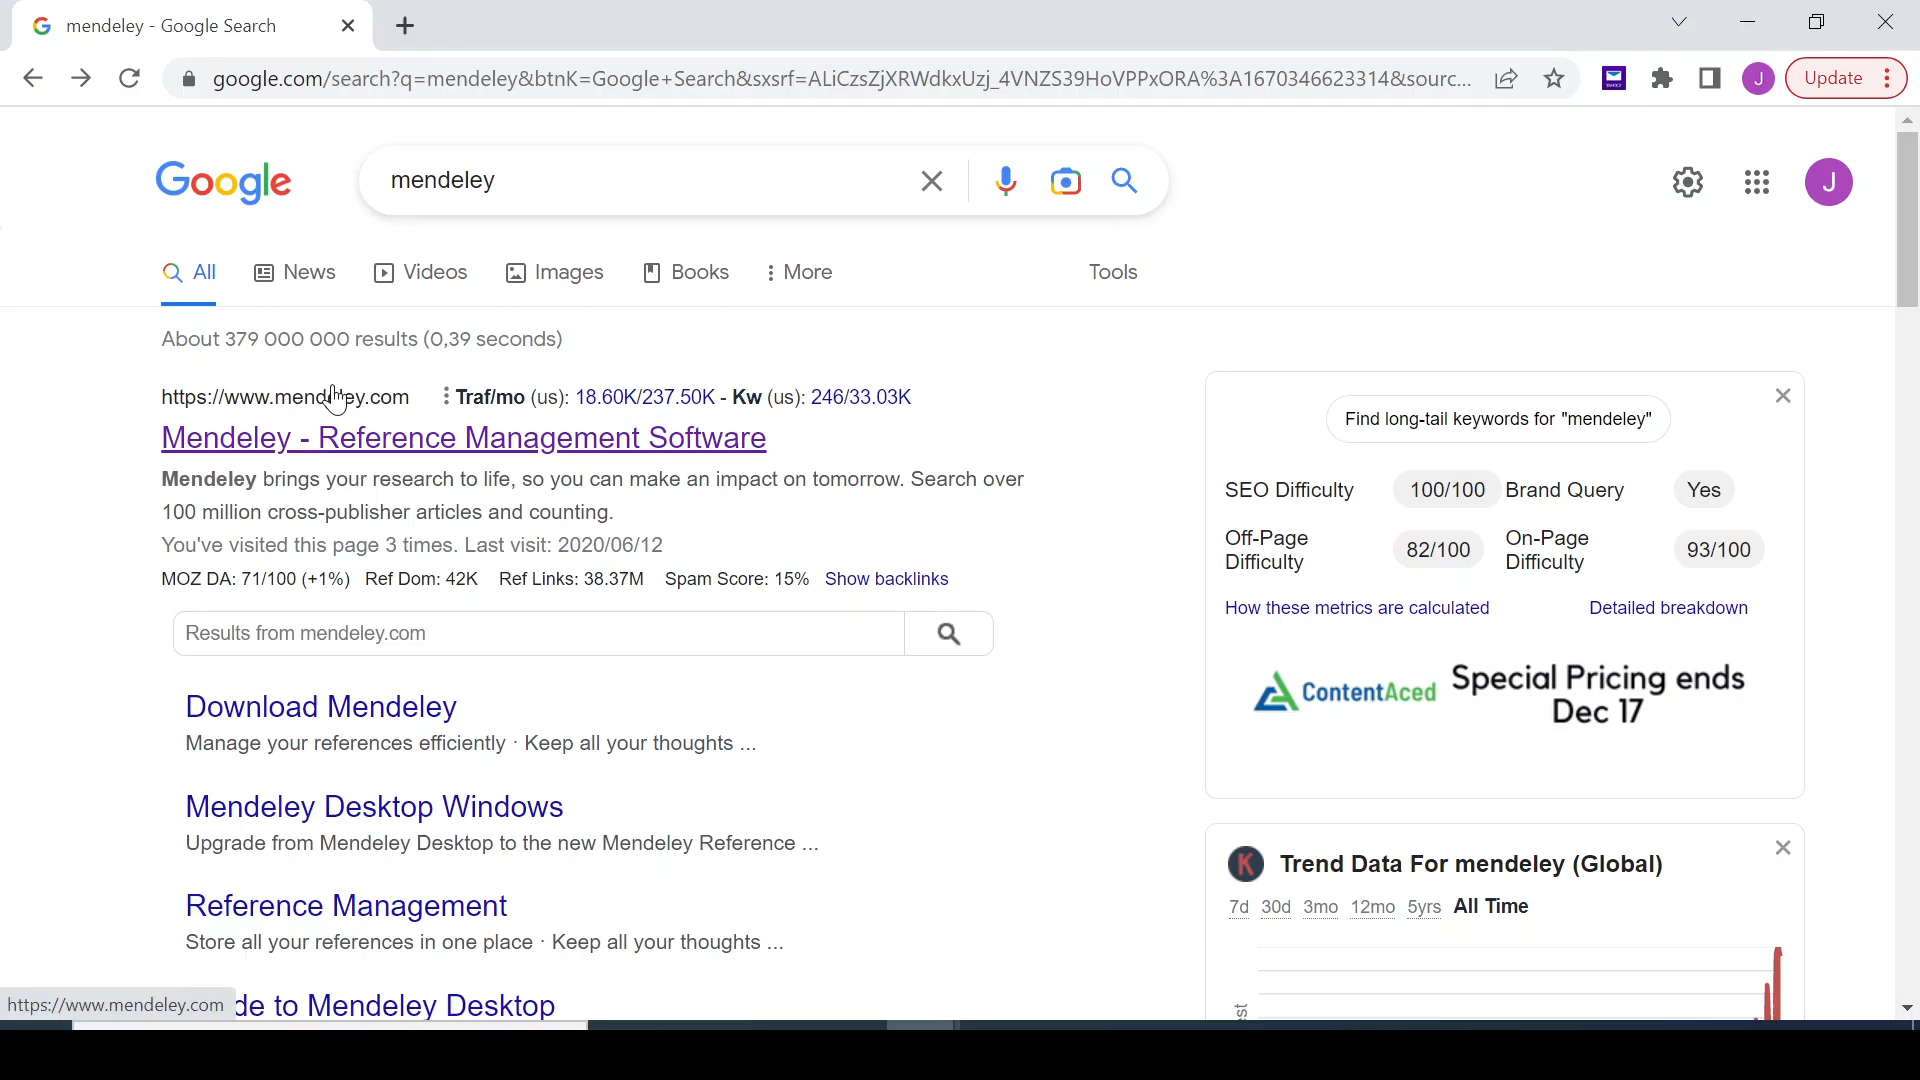 mendeley - Google Search
google.com/search?q=mendeley&btnK=Google+Search&sxsrf=ALiCzsZjXRWdkxUzj_4VNZS39HoVPPxORA%3A1670346623314&sourc...
J
Update
Google
mendeley
J
All
News
Videos
Images
Books
More
Tools
About 379 000 000 results (0,39 seconds)
https://www.mendeley.com Traf/mo (us): 18.60K/237.50K - Kw (us): 246/33.03K
Mendeley - Reference Management Software
Mendeley brings your research to life, so you can make an impact on tomorrow. Search over
100 million cross-publisher articles and counting.
You've visited this page 3 times. Last visit: 2020/06/12
MOZ DA: 71/100 (+1%) Ref Dom: 42K Ref Links: 38.37M Spam Score: 15% Show backlinks
Results from mendeley.com
Download Mendeley
Manage your references efficiently · Keep all your thoughts ...
Mendeley Desktop Windows
Upgrade from Mendeley Desktop to the new Mendeley Reference ...
Reference Management
Store all your references in one place · Keep all your thoughts ...
de to Mendeley Desktop
https://www.mendeley.com
Find long-tail keywords for "mendeley"
SEO Difficulty 100/100 Brand Query Yes
Off-Page
Difficulty
82/100
On-Page
Difficulty
93/100
How these metrics are calculated
Detailed breakdown
ContentAced
Special Pricing ends
Dec 17
K
Trend Data For mendeley (Global)
7d 30d 3mo 12mo 5yrs All Time